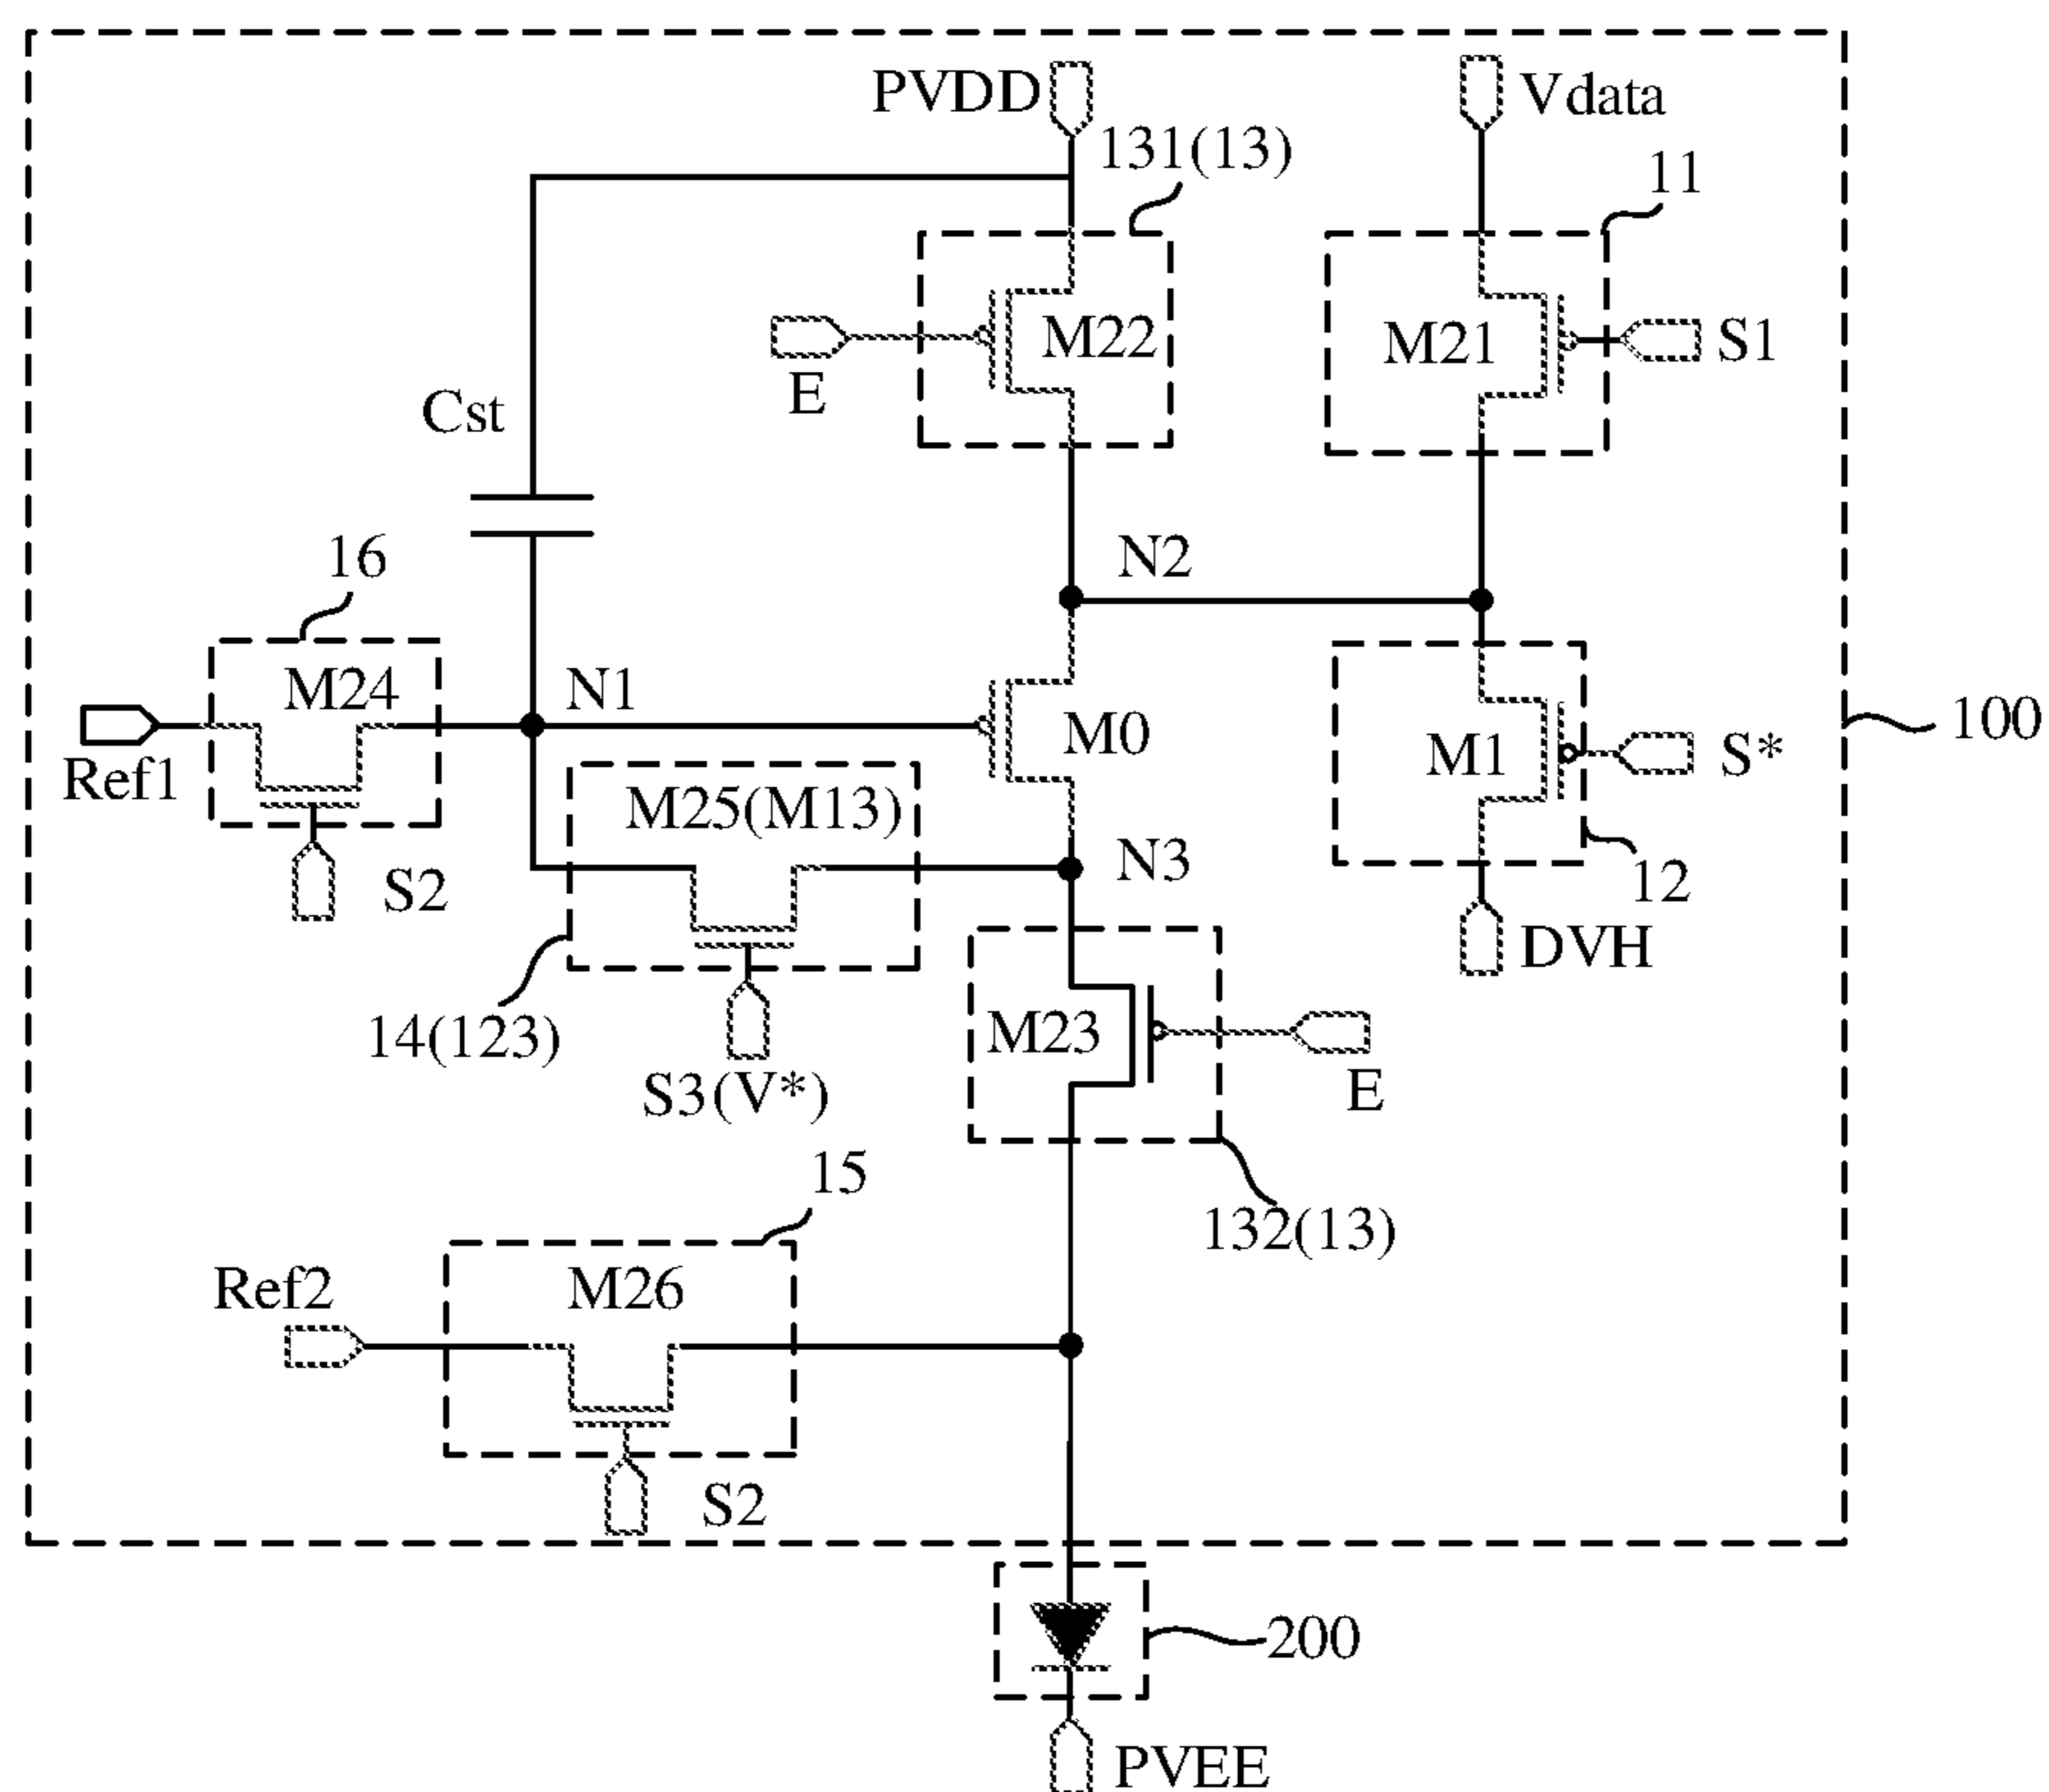 PVDD
Vdata
131(13)
11
M22
M21
S1
E
Cst
16
N2
M24
N1
M0
M1
S*
100
Ref1
M25(M13)
S2
N3
12
DVH
14(123)
M23
S3(V*)
E
15
132(13)
Ref2
M26
S2
200
PVEE